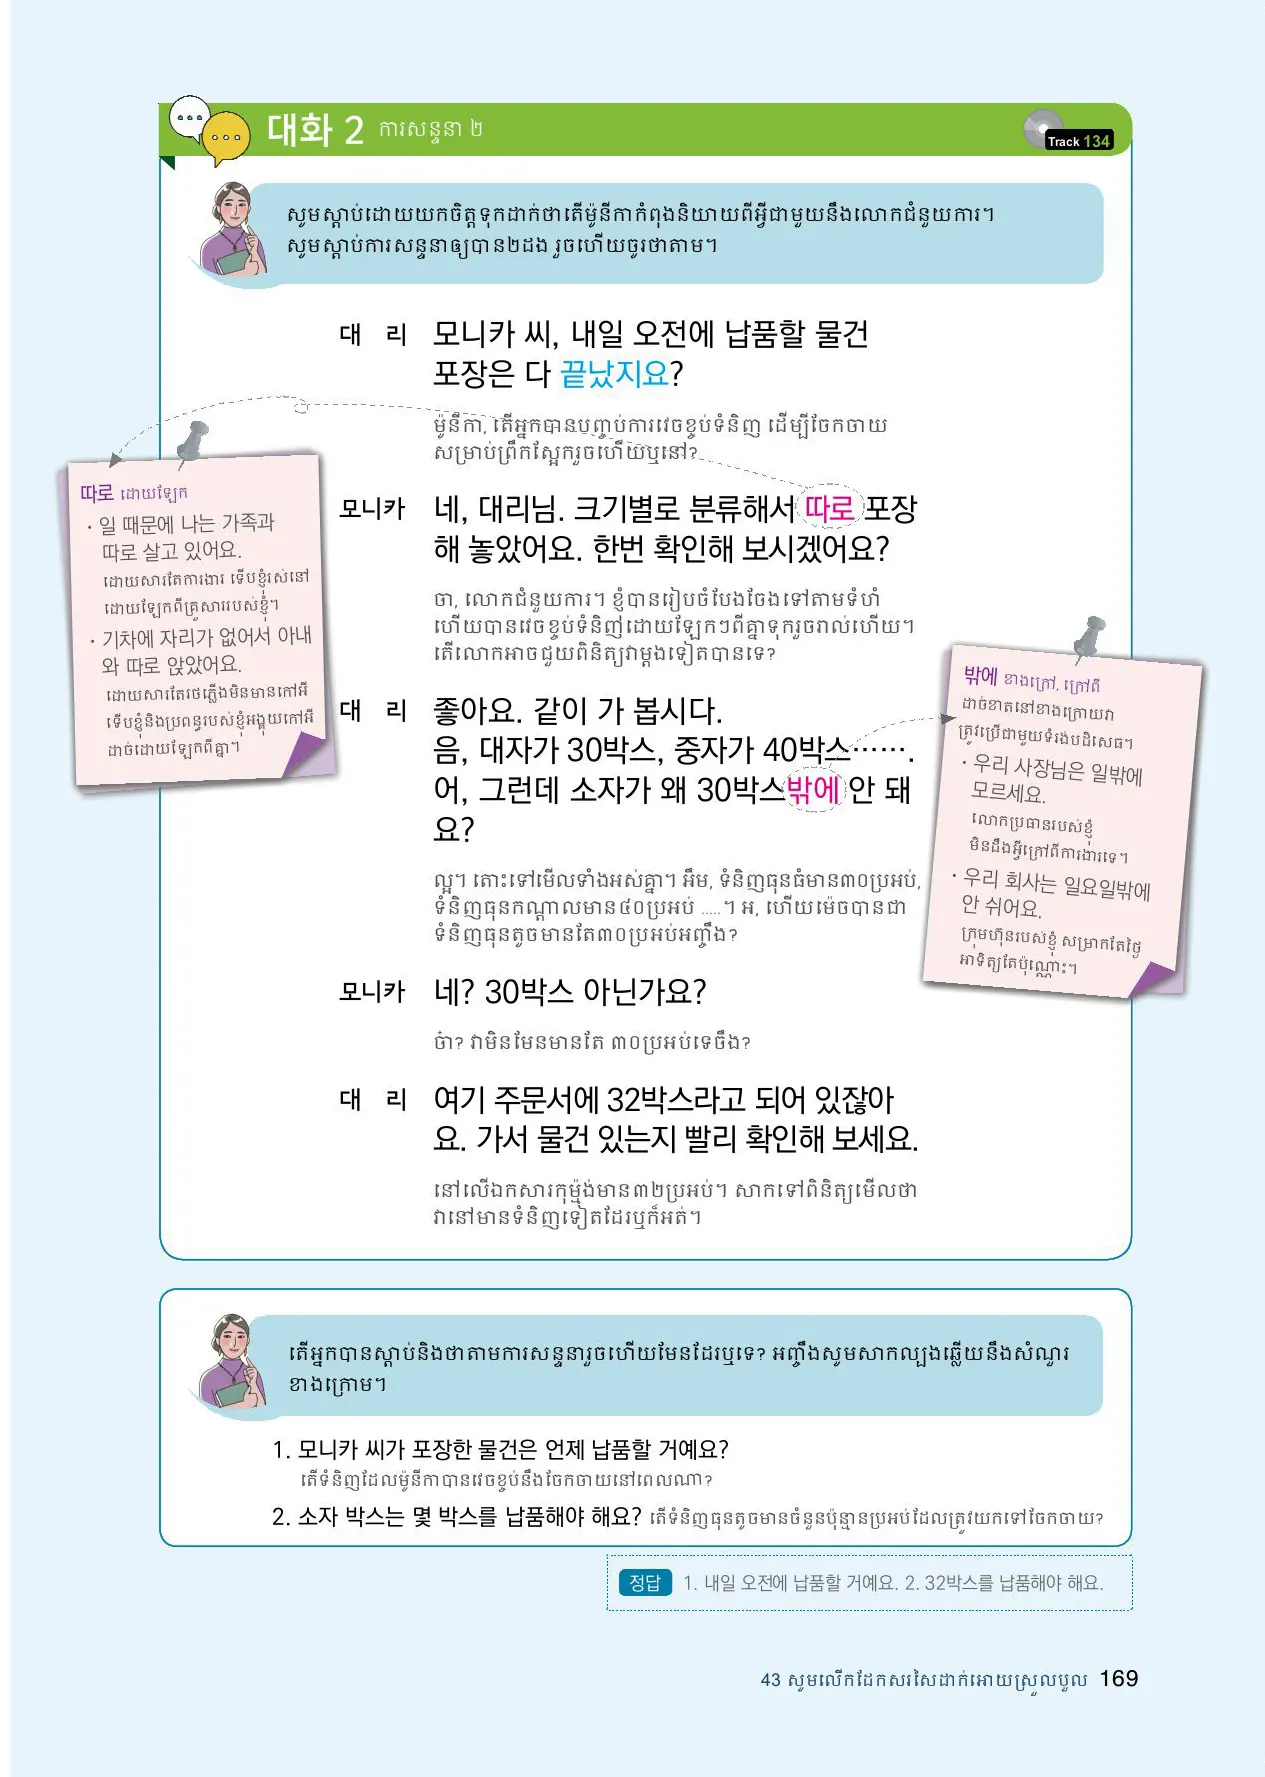 대화 2 ការសន្ទនា ២
Track 134
សូមស្តាប់ដោយយកចិត្តទុកដាក់ថាតើម៉ូនីកាកំពុងនិយាយពីអ្វីជាមួយនឹងលោកជំនួយការ។
សូមស្តាប់ការសន្ទនាឲ្យបាន២ដង រួចហើយចូរថាតាម។
대 리 모니카 씨, 내일 오전에 납품할 물건
포장은 다 끝났지요?
ម៉ូនីកា, តើអ្នកបានបញ្ចប់ការវេចខ្ចប់ទំនិញ ដើម្បីចែកចាយ
សម្រាប់ព្រឹកស្អែករួចហើយឬនៅ?
모니카 네, 대리님. 크기별로 분류해서 따로 포장
해 놓았어요. 한번 확인해 보시겠어요?
ចា, លោកជំនួយការ។ ខ្ញុំបានរៀបចំបែងចែងទៅតាមទំហំ
ហើយបានវេចខ្ចប់ទំនិញដោយឡែកៗពីគ្នាទុករួចរាល់ហើយ។
តើលោកអាចជួយពិនិត្យវាម្តងទៀតបានទេ?
대 리 좋아요. 같이 가 봅시다.
음, 대자가 30박스, 중자가 40박스…….
어, 그런데 소자가 왜 30박스밖에 안 돼
요?
ល្អ។ តោះទៅមើលទាំងអស់គ្នា។ អឹម, ទំនិញធុនធំមាន៣០ប្រអប់,
ទំនិញធុនកណ្តាលមាន៤០ប្រអប់ .....។ អ, ហើយម៉េចបានជា
ទំនិញធុនតូចមានតែ៣០ប្រអប់អញ្ចឹង?
모니카 네? 30박스 아닌가요?
ច៎ា? វាមិនមែនមានតែ ៣០ប្រអប់ទេចឹង?
대 리 여기 주문서에 32박스라고 되어 있잖아
요. 가서 물건 있는지 빨리 확인해 보세요.
នៅលើឯកសារកុម្ម៉ង់មាន៣២ប្រអប់។ សាកទៅពិនិត្យមើលថា
វានៅមានទំនិញទៀតដែរឬក៏អត់។
따로 ដោយឡែក
· 일 때문에 나는 가족과
따로 살고 있어요.
ដោយសារតែការងារ ទើបខ្ញុំរស់នៅ
ដោយឡែកពីគ្រួសាររបស់ខ្ញុំ។
· 기차에 자리가 없어서 아내
와 따로 앉았어요.
ដោយសារតែរថភ្លើងមិនមានកៅអី
ទើបខ្ញុំនិងប្រពន្ធរបស់ខ្ញុំអង្គុយកៅអី
ដាច់ដោយឡែកពីគ្នា។
밖에 ខាងក្រៅ, ក្រៅពី
ដាច់ខាតនៅខាងក្រោយវា
ត្រូវប្រើជាមួយទំរង់បដិសេធ។
· 우리 사장님은 일밖에
모르세요.
លោកប្រធានរបស់ខ្ញុំ
មិនដឹងអ្វីក្រៅពីការងារទេ។
· 우리 회사는 일요일밖에
안 쉬어요.
ក្រុមហ៊ុនរបស់ខ្ញុំ សម្រាកតែថ្ងៃ
អាទិត្យតែប៉ុណ្ណោះ។
តើអ្នកបានស្តាប់និងថាតាមការសន្ទនារួចហើយមែនដែរឬទេ? អញ្ចឹងសូមសាកល្បងឆ្លើយនឹងសំណួរ
ខាងក្រោម។
1. 모니카 씨가 포장한 물건은 언제 납품할 거예요?
តើទំនិញដែលម៉ូនីកាបានវេចខ្ចប់នឹងចែកចាយនៅពេលណា?
2. 소자 박스는 몇 박스를 납품해야 해요? តើទំនិញធុនតូចមានចំនួនប៉ុន្មានប្រអប់ដែលត្រូវយកទៅចែកចាយ?
정답 1. 내일 오전에 납품할 거예요. 2. 32박스를 납품해야 해요.
43 សូមលើកដែកសរសៃដាក់អោយស្រួលបួល 169